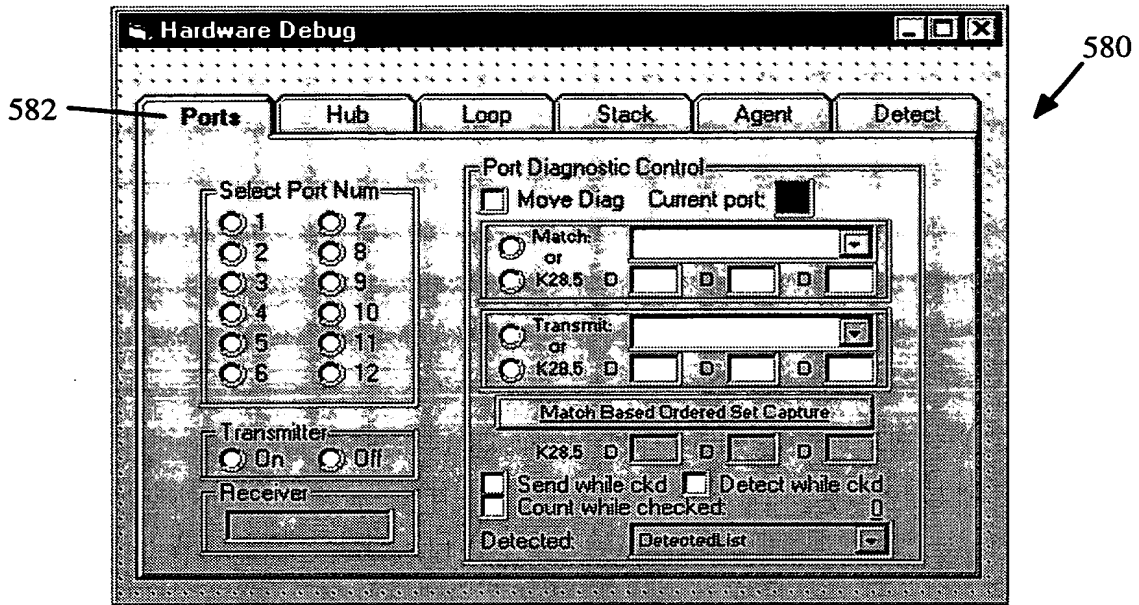 Hardware Debug
580
582
Ports Hub Loop Stack Agent Detect
Select Port Num
1 7
2 8
3 9
4 10
5 11
6 12
Transmitter
On Off
Receiver
Port Diagnostic Control
Move Diag Current port:
Match:
or
K28.5 D D D
Transmit:
or
K28.5 D D D
Match Based Ordered Set Capture
K28.5 D D D
Send while ckd Detect while ckd
Count while checked: 0
Detected: DetectedList